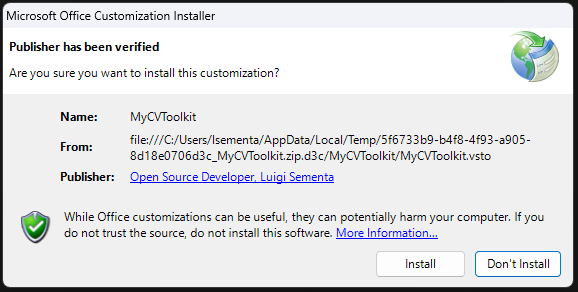 Microsoft Office Customization Installer
Publisher has been verified
Are you sure you want to install this customization?
Name: MyCVToolkit
From: file:///C:/Users/lsementa/AppData/Local/Temp/5f6733b9-b4f8-4f93-a905-
8d18e0706d3c_MyCVToolkit.zip.d3c/MyCVToolkit/MyCVToolkit.vsto
Publisher: Open Source Developer, Luigi Sementa
While Office customizations can be useful, they can potentially harm your computer. If you
do not trust the source, do not install this software. More Information...
Install Don't Install